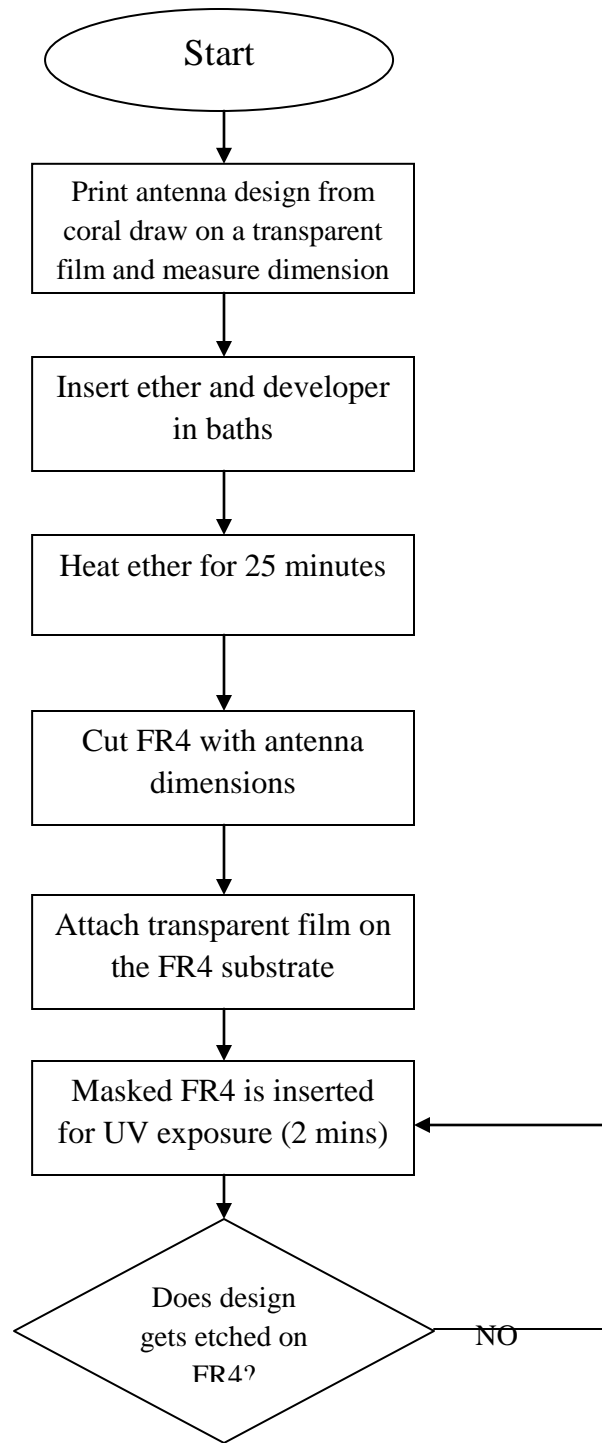 Start
Print antenna design from
coral draw on a transparent
film and measure dimension
Insert ether and developer
in baths
Heat ether for 25 minutes
Cut FR4 with antenna
dimensions
Attach transparent film on
the FR4 substrate
Masked FR4 is inserted
for UV exposure (2 mins)
Does design
gets etched on
FR4?
NO